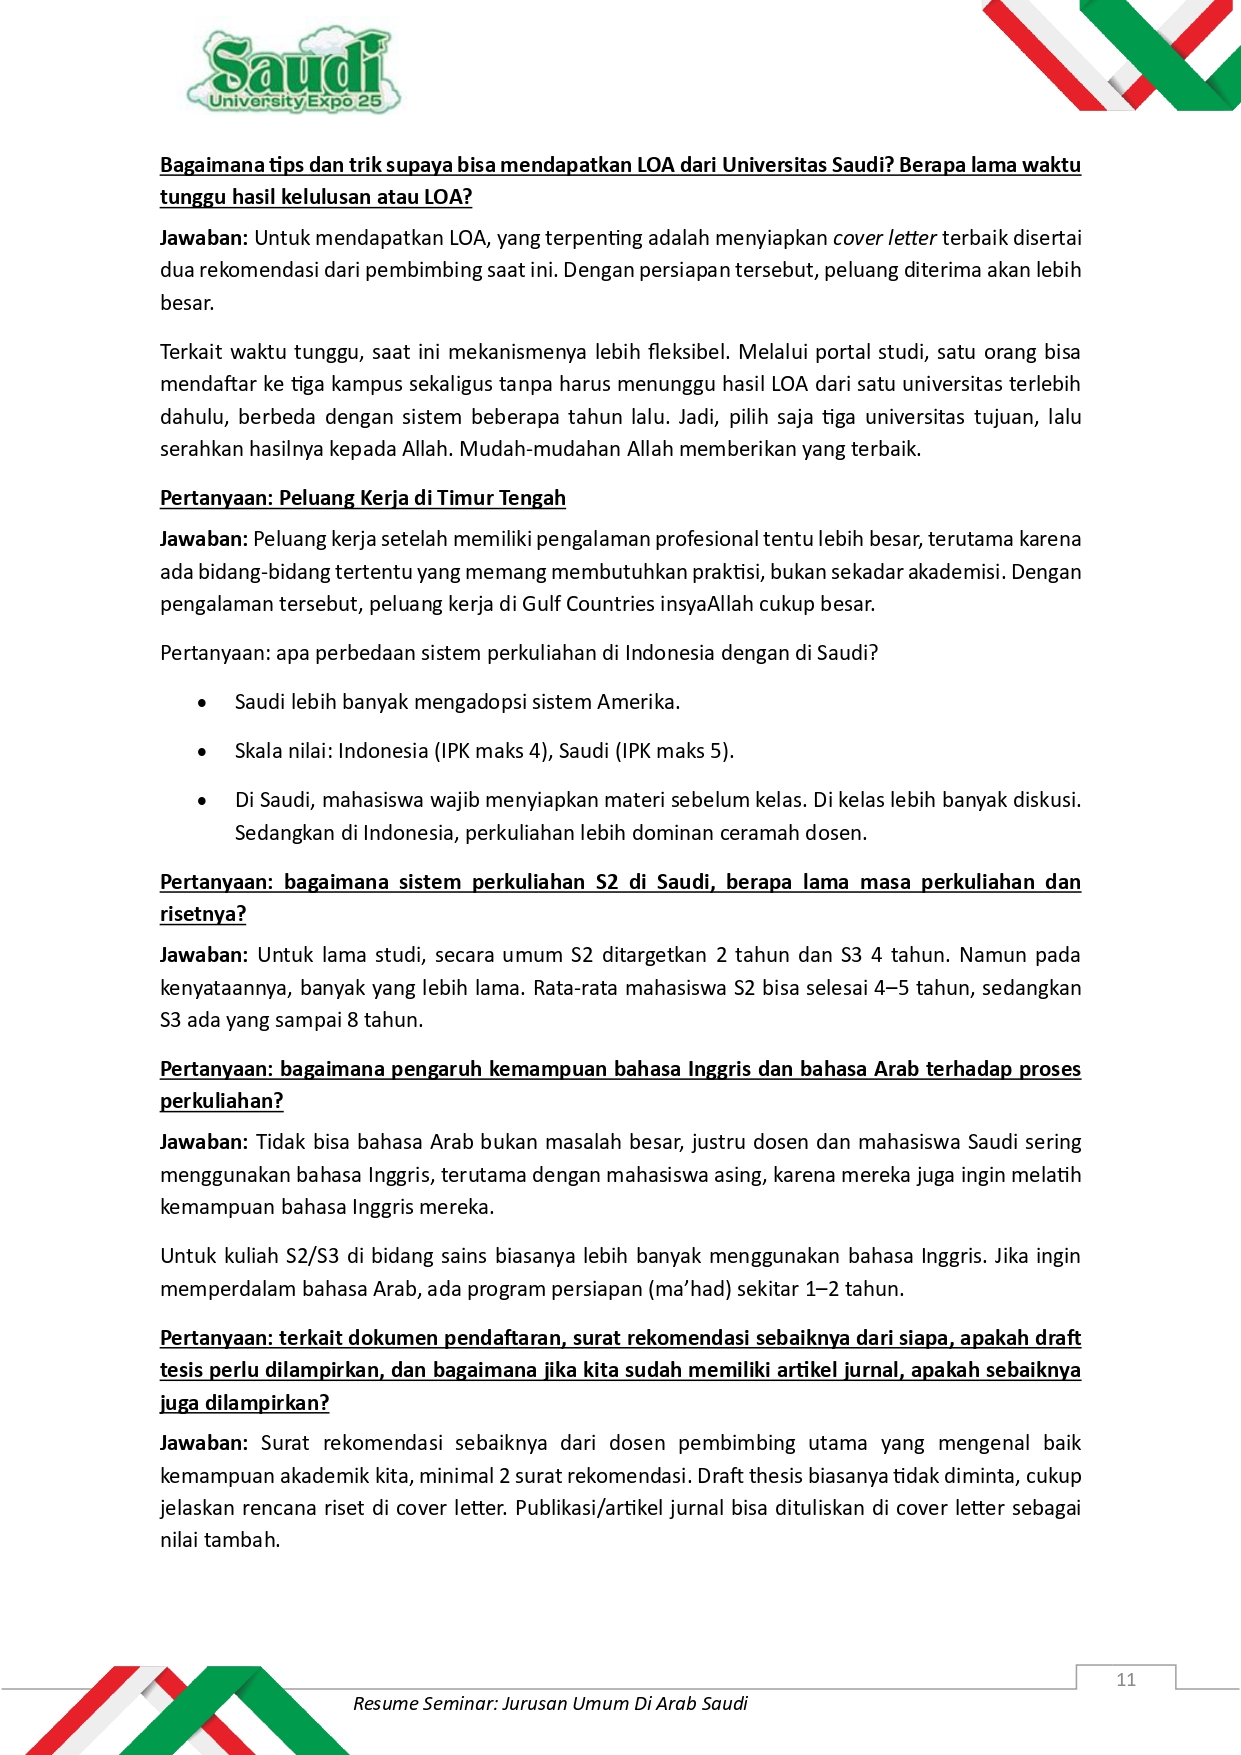 Saudi
University Expo 25
Bagaimana tips dan trik supaya bisa mendapatkan LOA dari Universitas Saudi? Berapa lama waktu
tunggu hasil kelulusan atau LOA?
Jawaban: Untuk mendapatkan LOA, yang terpenting adalah menyiapkan cover letter terbaik disertai
dua rekomendasi dari pembimbing saat ini. Dengan persiapan tersebut, peluang diterima akan lebih
besar.
Terkait waktu tunggu, saat ini mekanismenya lebih fleksibel. Melalui portal studi, satu orang bisa
mendaftar ke tiga kampus sekaligus tanpa harus menunggu hasil LOA dari satu universitas terlebih
dahulu, berbeda dengan sistem beberapa tahun lalu. Jadi, pilih saja tiga universitas tujuan, lalu
serahkan hasilnya kepada Allah. Mudah-mudahan Allah memberikan yang terbaik.
Pertanyaan: Peluang Kerja di Timur Tengah
Jawaban: Peluang kerja setelah memiliki pengalaman profesional tentu lebih besar, terutama karena
ada bidang-bidang tertentu yang memang membutuhkan praktisi, bukan sekadar akademisi. Dengan
pengalaman tersebut, peluang kerja di Gulf Countries insyaAllah cukup besar.
Pertanyaan: apa perbedaan sistem perkuliahan di Indonesia dengan di Saudi?
• Saudi lebih banyak mengadopsi sistem Amerika.
• Skala nilai: Indonesia (IPK maks 4), Saudi (IPK maks 5).
• Di Saudi, mahasiswa wajib menyiapkan materi sebelum kelas. Di kelas lebih banyak diskusi.
Sedangkan di Indonesia, perkuliahan lebih dominan ceramah dosen.
Pertanyaan: bagaimana sistem perkuliahan S2 di Saudi, berapa lama masa perkuliahan dan
risetnya?
Jawaban: Untuk lama studi, secara umum S2 ditargetkan 2 tahun dan S3 4 tahun. Namun pada
kenyataannya, banyak yang lebih lama. Rata-rata mahasiswa S2 bisa selesai 4–5 tahun, sedangkan
S3 ada yang sampai 8 tahun.
Pertanyaan: bagaimana pengaruh kemampuan bahasa Inggris dan bahasa Arab terhadap proses
perkuliahan?
Jawaban: Tidak bisa bahasa Arab bukan masalah besar, justru dosen dan mahasiswa Saudi sering
menggunakan bahasa Inggris, terutama dengan mahasiswa asing, karena mereka juga ingin melatih
kemampuan bahasa Inggris mereka.
Untuk kuliah S2/S3 di bidang sains biasanya lebih banyak menggunakan bahasa Inggris. Jika ingin
memperdalam bahasa Arab, ada program persiapan (ma’had) sekitar 1–2 tahun.
Pertanyaan: terkait dokumen pendaftaran, surat rekomendasi sebaiknya dari siapa, apakah draft
tesis perlu dilampirkan, dan bagaimana jika kita sudah memiliki artikel jurnal, apakah sebaiknya
juga dilampirkan?
Jawaban: Surat rekomendasi sebaiknya dari dosen pembimbing utama yang mengenal baik
kemampuan akademik kita, minimal 2 surat rekomendasi. Draft thesis biasanya tidak diminta, cukup
jelaskan rencana riset di cover letter. Publikasi/artikel jurnal bisa dituliskan di cover letter sebagai
nilai tambah.
11
Resume Seminar: Jurusan Umum Di Arab Saudi